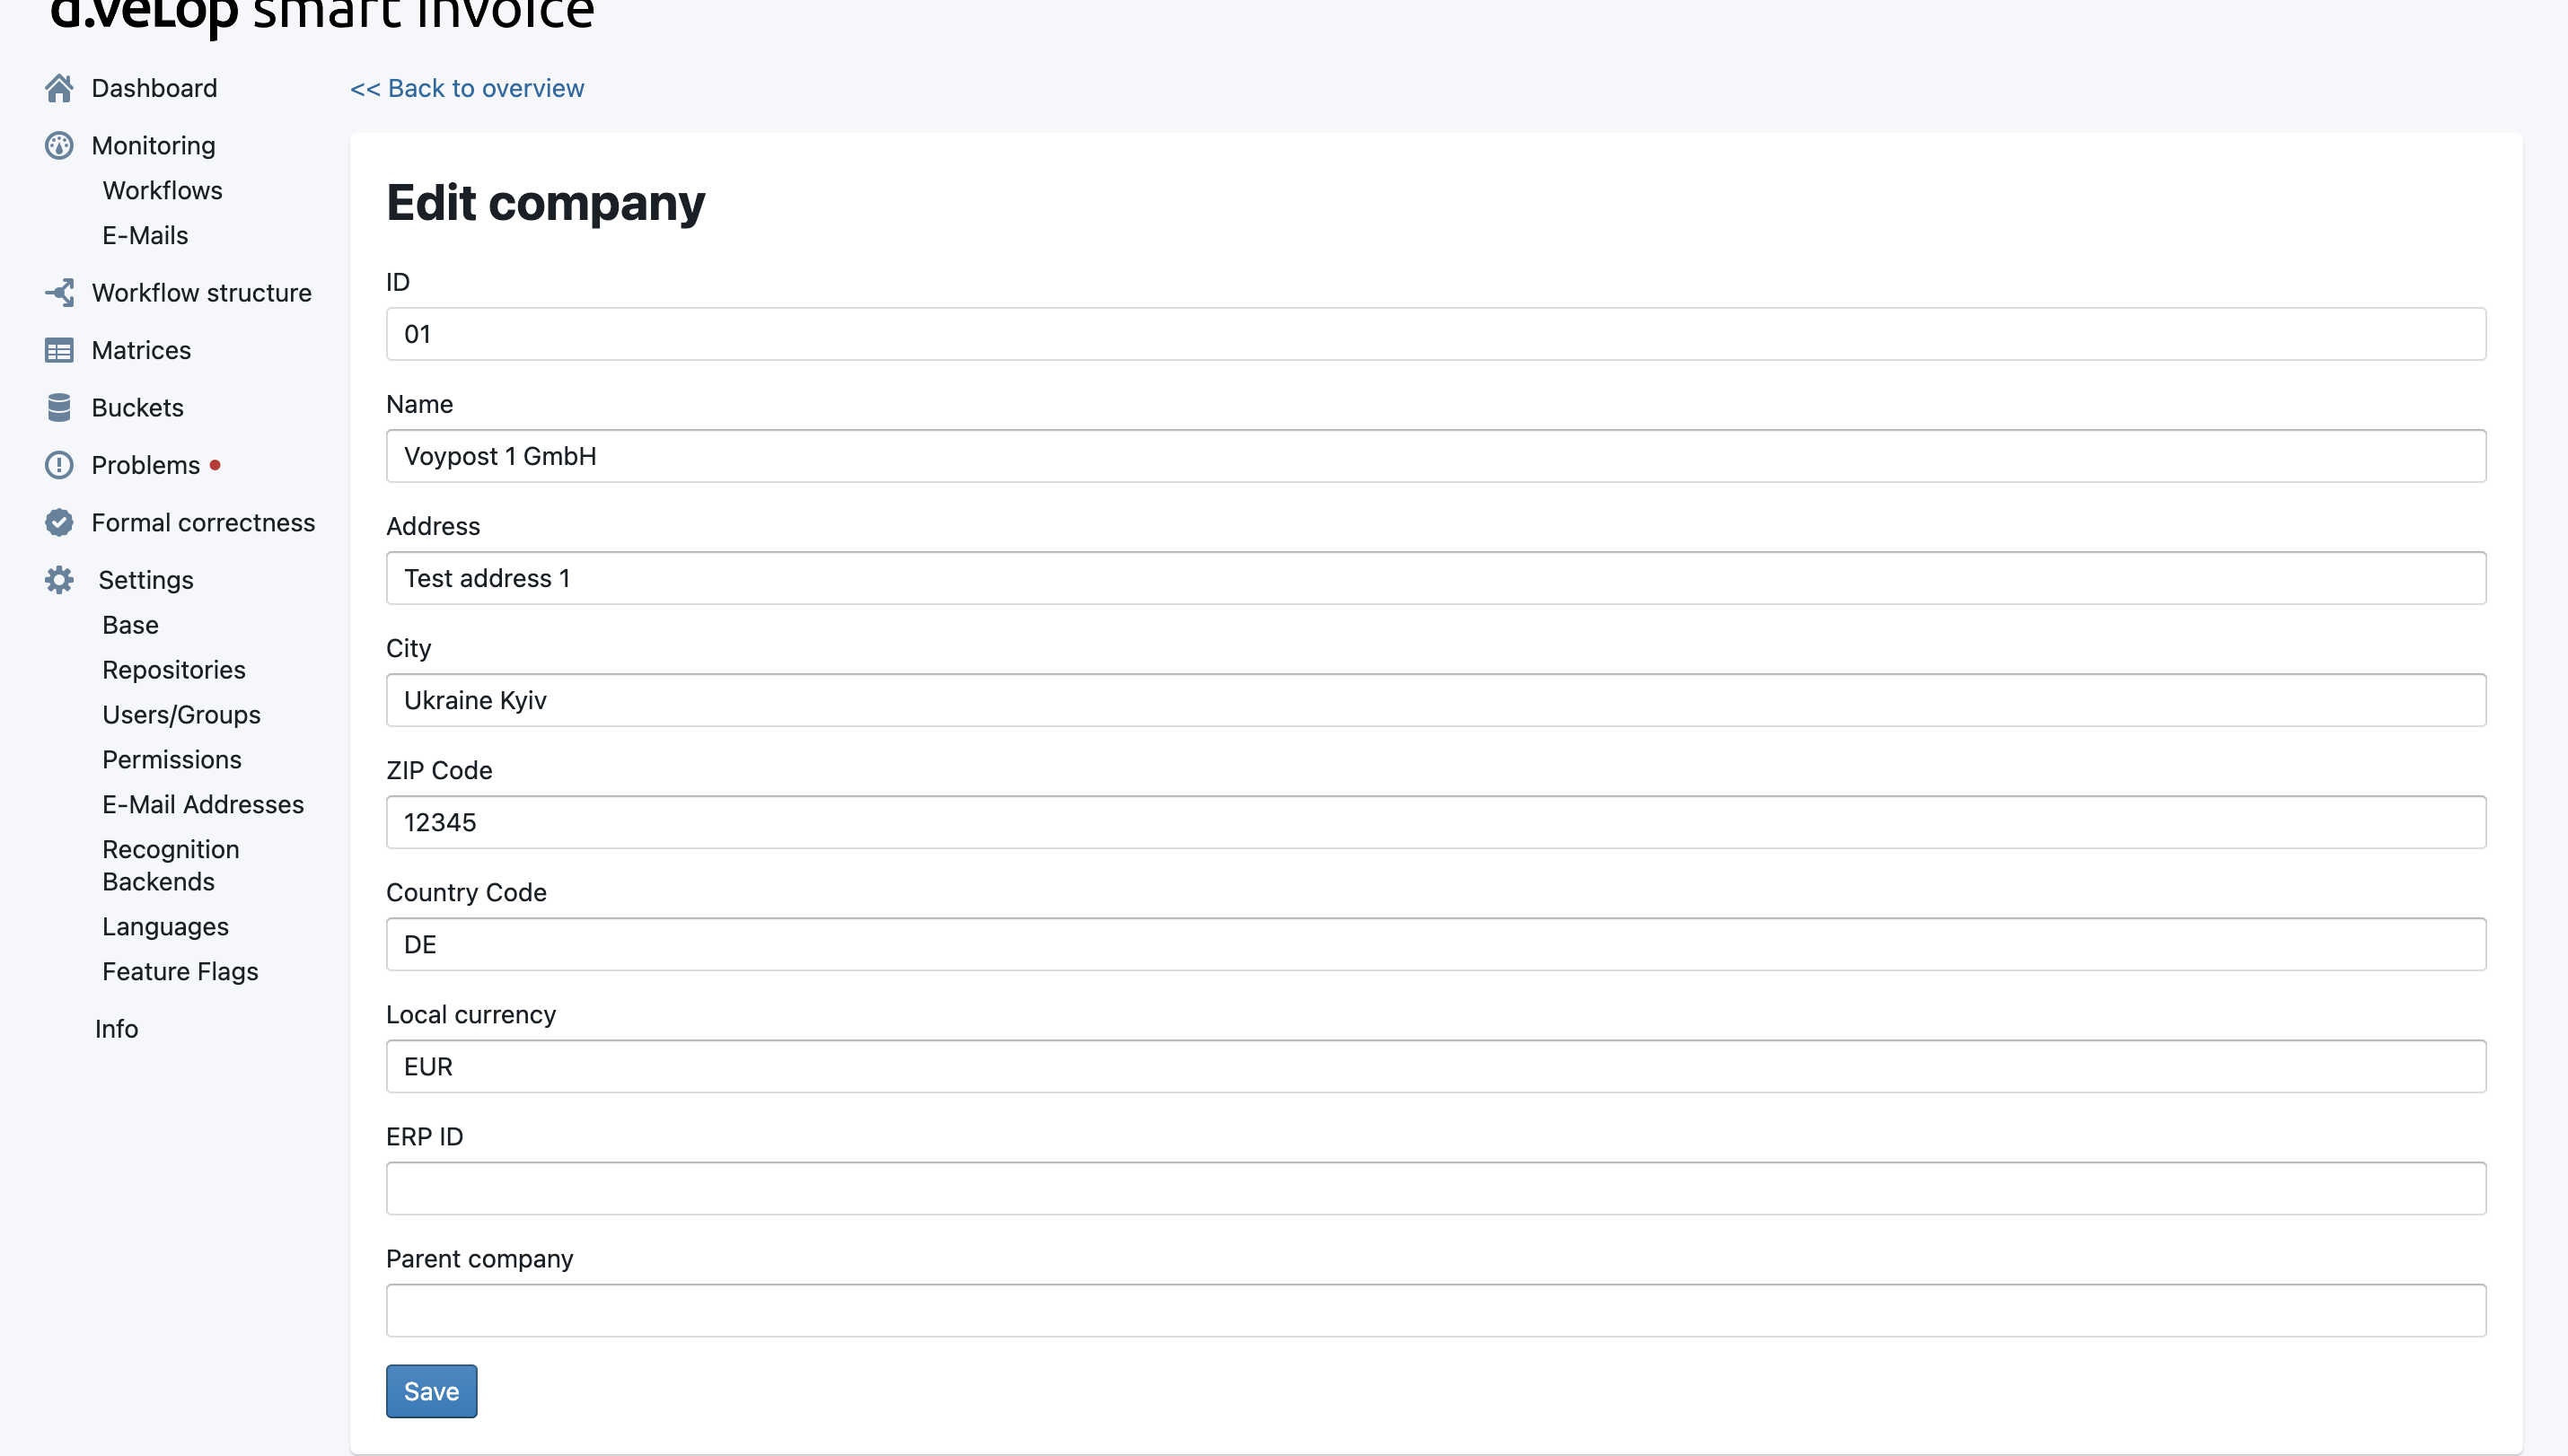 d.veLop smart invoice
Dashboard
Monitoring
Workflows
E-Mails
Workflow structure
Matrices
Buckets
Problems
Formal correctness
Settings
Base
Repositories
Users/Groups
Permissions
E-Mail Addresses
Recognition
Backends
Languages
Feature Flags
Info
<< Back to overview
Edit company
ID
01
Name
Voypost 1 GmbH
Address
Test address 1
City
Ukraine Kyiv
ZIP Code
12345
Country Code
DE
Local currency
EUR
ERP ID
Parent company
Save